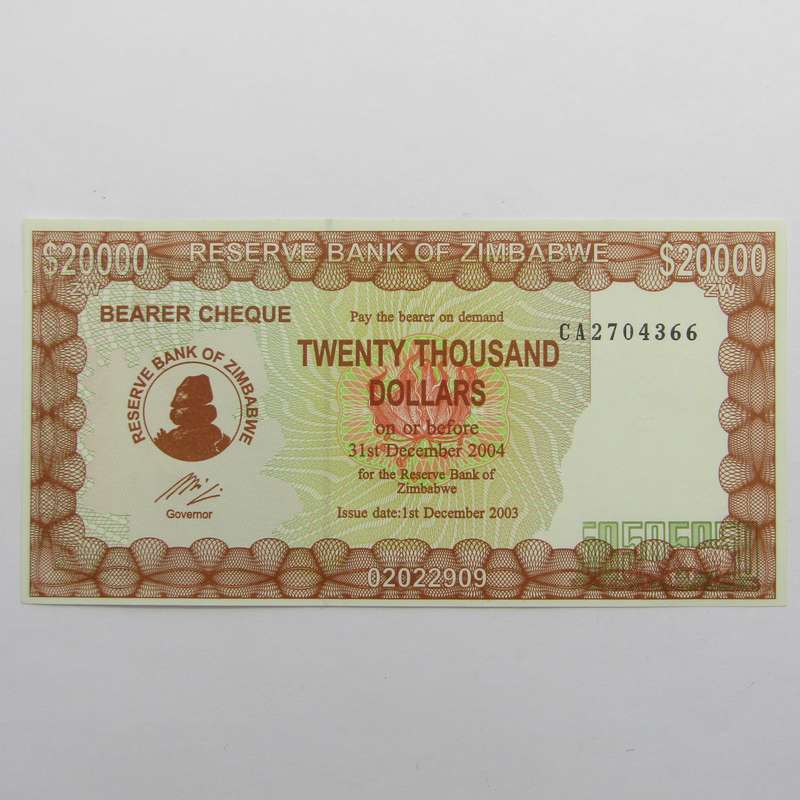 $20000 RESERVE BANK OF ZIMBABWE $20000
ZW ZW
BEARER CHEQUE
Pay the bearer on demand
CA2704366
TWENTY THOUSAND
DOLLARS
RESERVE BANK OF ZIMBABWE
on or before
31st December 2004
for the Reserve Bank of
Zimbabwe
Governor
Issue date:1st December 2003
02022909